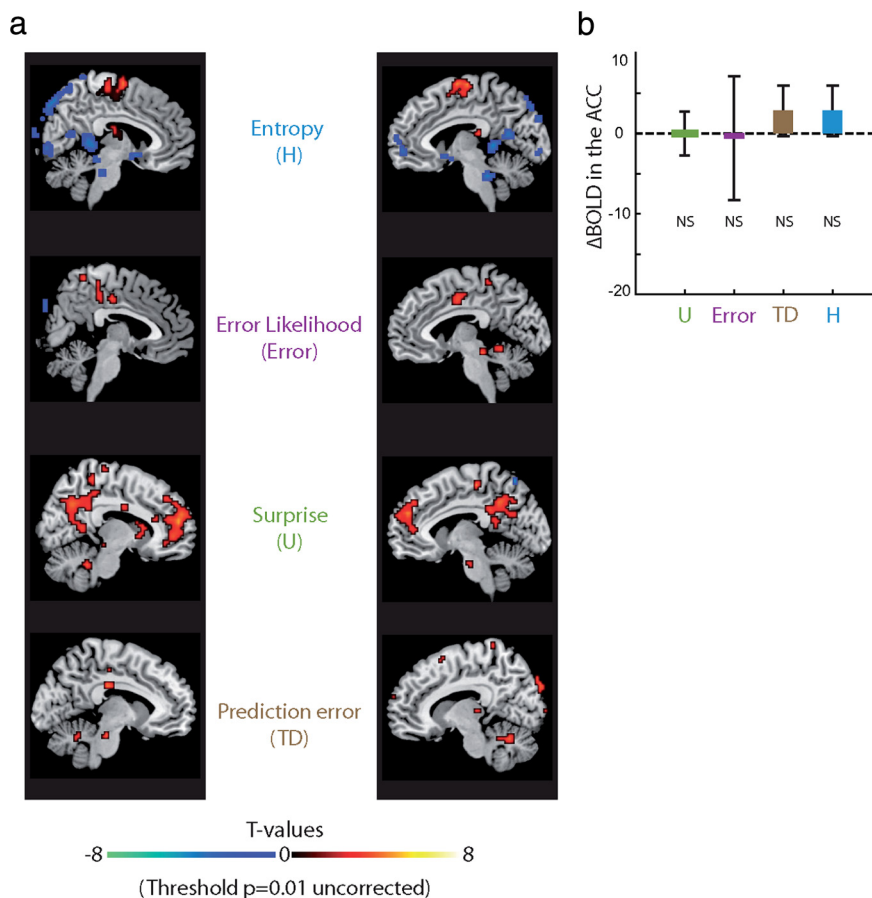 a
Entropy
(H)
Error Likelihood
(Error)
Surprise
(U)
Prediction error
(TD)
T-values
-8 0 8
(Threshold p=0.01 uncorrected)
b
ΔBOLD in the ACC
10
0
-10
-20
NS NS NS NS
U Error TD H